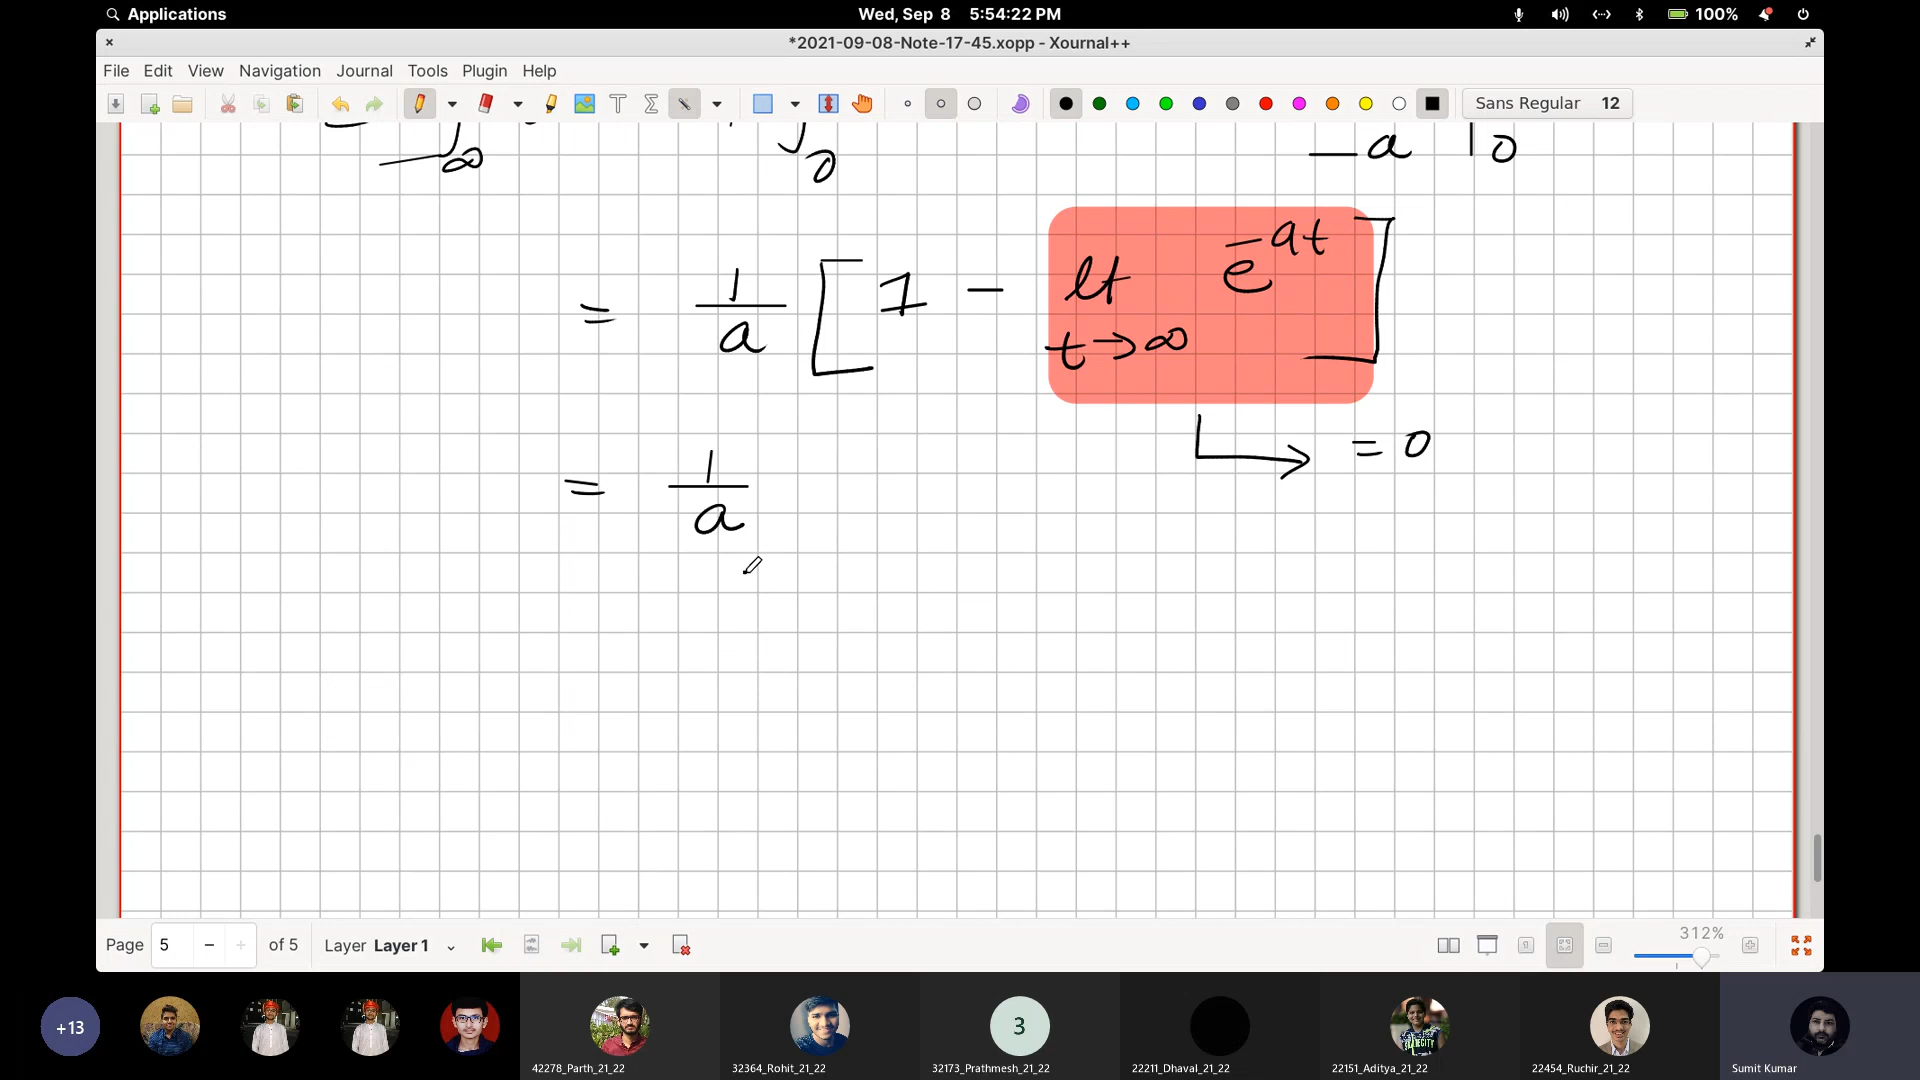 Applications
Wed, Sep 8 5:54:22 PM
100%
*2021-09-08-Note-17-45.xopp - Xournal++
File Edit View Navigation Journal Tools Plugin Help
Sans Regular 12
-∞ 0 -a | 0
= 1/a [ 1 - lt t→∞ e^-at ]
↳ = 0
= 1/a
Page 5 - + of 5 Layer Layer 1 312%
+13
3
42278_Parth_21_22
32364_Rohit_21_22
32173_Prathmesh_21_22
22211_Dhaval_21_22
22151_Aditya_21_22
22454_Ruchir_21_22
Sumit Kumar